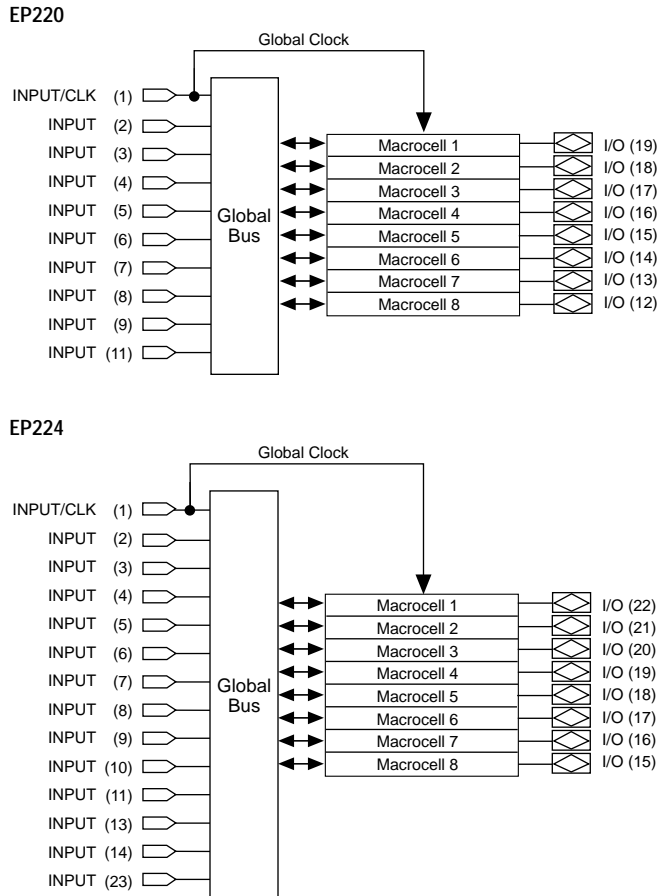 EP220
Global Clock
INPUT/CLK (1)
INPUT (2)
INPUT (3)
INPUT (4)
INPUT (5)
INPUT (6)
INPUT (7)
INPUT (8)
INPUT (9)
INPUT (11)
Global
Bus
Macrocell 1
Macrocell 2
Macrocell 3
Macrocell 4
Macrocell 5
Macrocell 6
Macrocell 7
Macrocell 8
I/O (19)
I/O (18)
I/O (17)
I/O (16)
I/O (15)
I/O (14)
I/O (13)
I/O (12)
EP224
Global Clock
INPUT/CLK (1)
INPUT (2)
INPUT (3)
INPUT (4)
INPUT (5)
INPUT (6)
INPUT (7)
INPUT (8)
INPUT (9)
INPUT (10)
INPUT (11)
INPUT (13)
INPUT (14)
INPUT (23)
Global
Bus
Macrocell 1
Macrocell 2
Macrocell 3
Macrocell 4
Macrocell 5
Macrocell 6
Macrocell 7
Macrocell 8
I/O (22)
I/O (21)
I/O (20)
I/O (19)
I/O (18)
I/O (17)
I/O (16)
I/O (15)